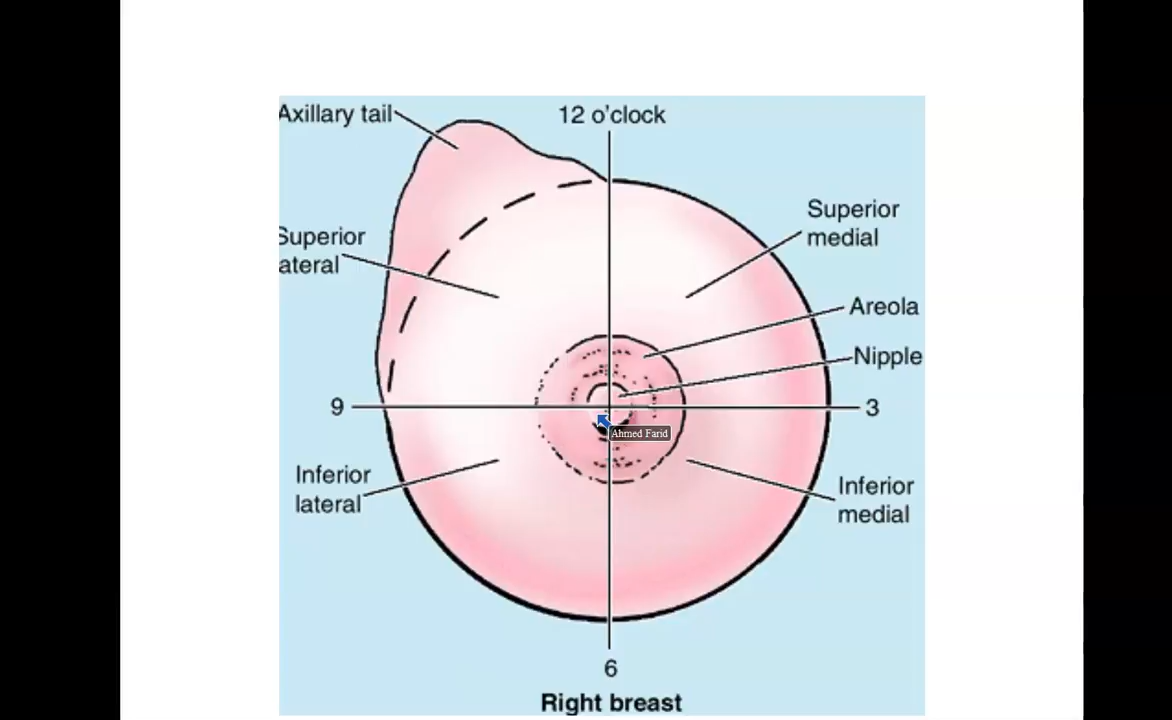 Axillary tail
12 o'clock
Superior
medial
Superior
lateral
Areola
Nipple
9
3
Ahmed Farid
Inferior
lateral
Inferior
medial
6
Right breast